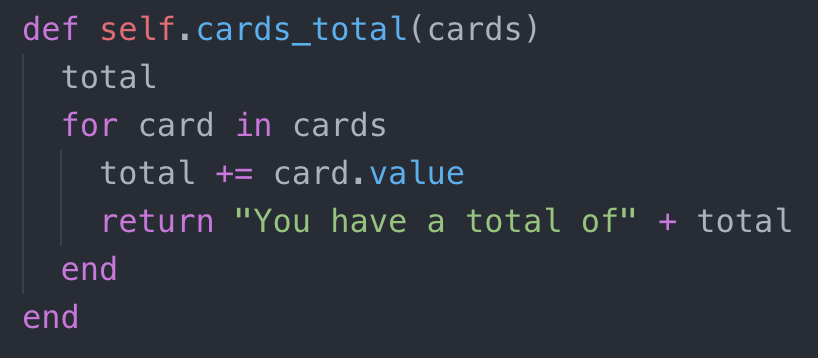 def self.cards_total(cards)
  total
  for card in cards
    total += card.value
    return "You have a total of" + total
  end
end